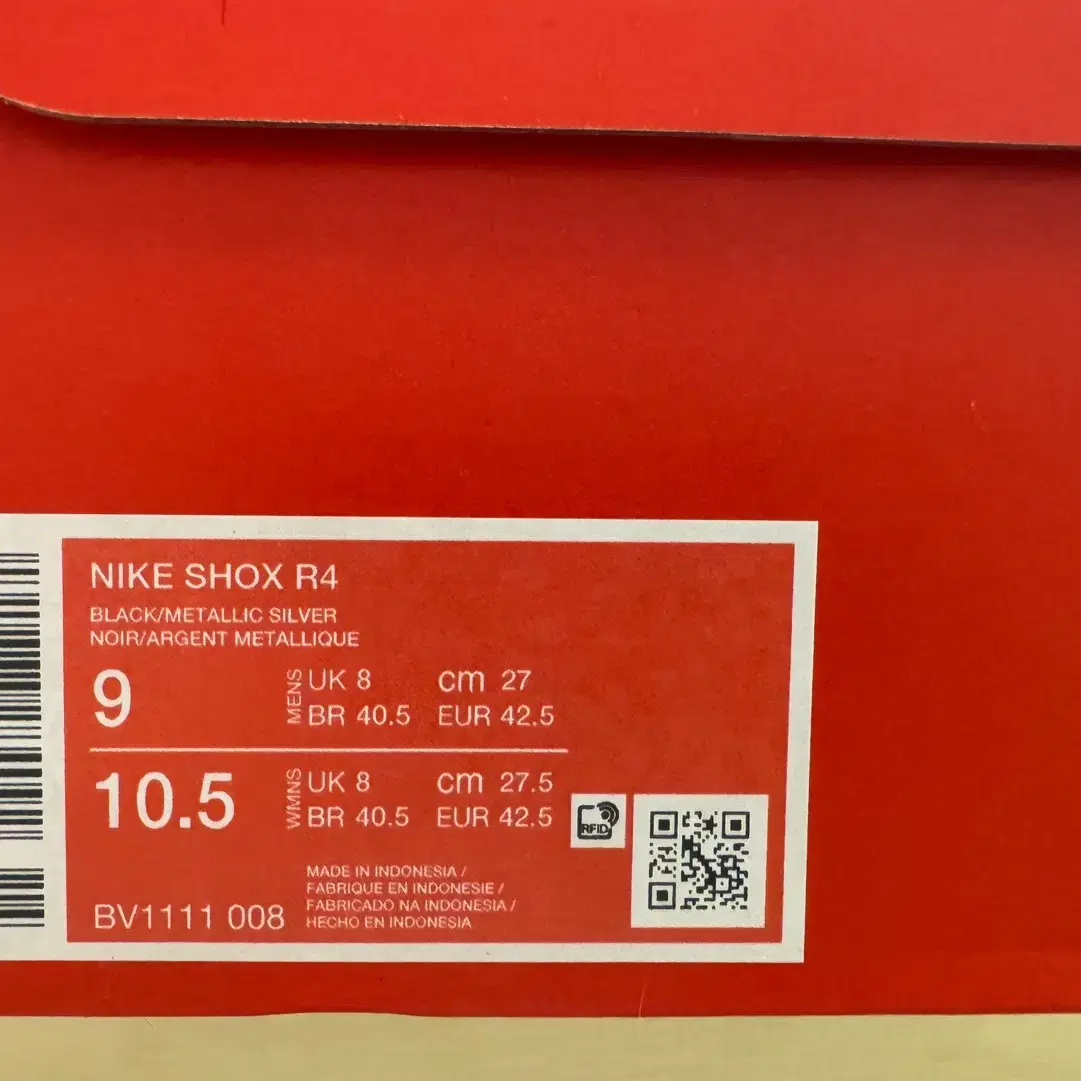 NIKE SHOX R4
BLACK/METALLIC SILVER
NOIR/ARGENT METALLIQUE
9 MENS UK 8 cm 27
BR 40.5 EUR 42.5
10.5 WMNS UK 8 cm 27.5
BR 40.5 EUR 42.5
RFID
MADE IN INDONESIA /
FABRIQUE EN INDONESIE /
FABRICADO NA INDONESIA /
HECHO EN INDONESIA
BV1111 008